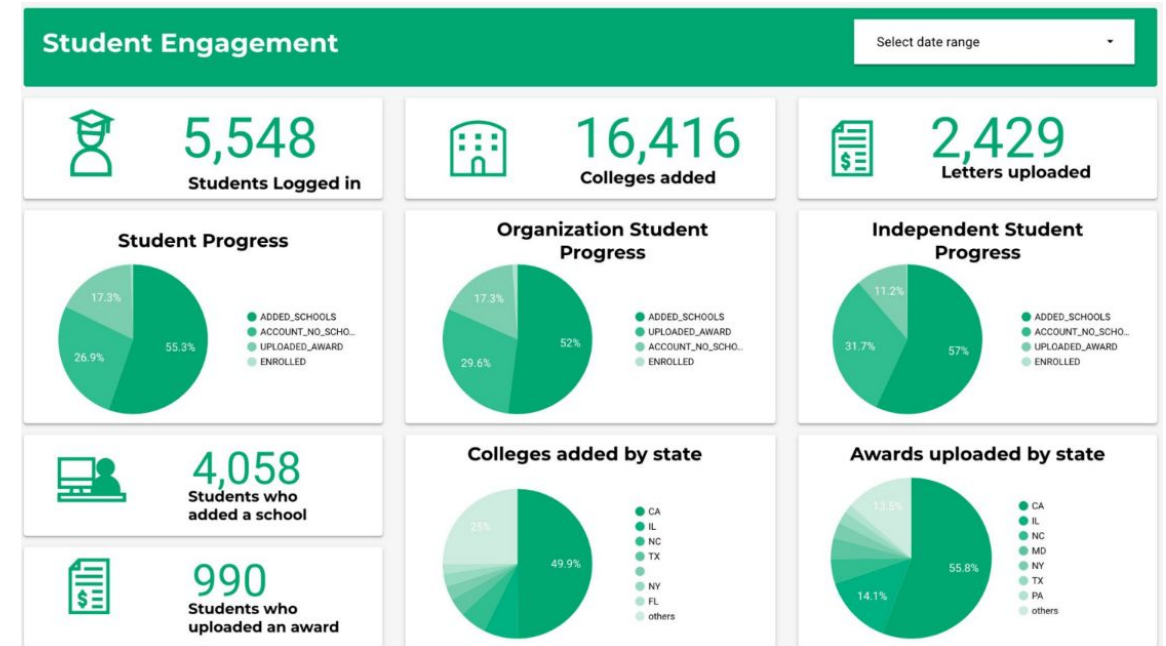 Student Engagement
Select date range
5,548
Students Logged in
16,416
Colleges added
2,429
Letters uploaded
Student Progress
17.3%
26.9%
55.3%
ADDED_SCHOOLS
ACCOUNT_NO_SCHO...
UPLOADED_AWARD
ENROLLED
Organization Student
Progress
17.3%
29.6%
52%
ADDED_SCHOOLS
UPLOADED_AWARD
ACCOUNT_NO_SCHO...
ENROLLED
Independent Student
Progress
11.2%
31.7%
57%
ADDED_SCHOOLS
ACCOUNT_NO_SCHO...
UPLOADED_AWARD
ENROLLED
4,058
Students who
added a school
990
Students who
uploaded an award
Colleges added by state
25%
49.9%
CA
IL
NC
TX
NY
FL
others
Awards uploaded by state
13.5%
14.1%
55.8%
CA
IL
NC
MD
NY
TX
PA
others